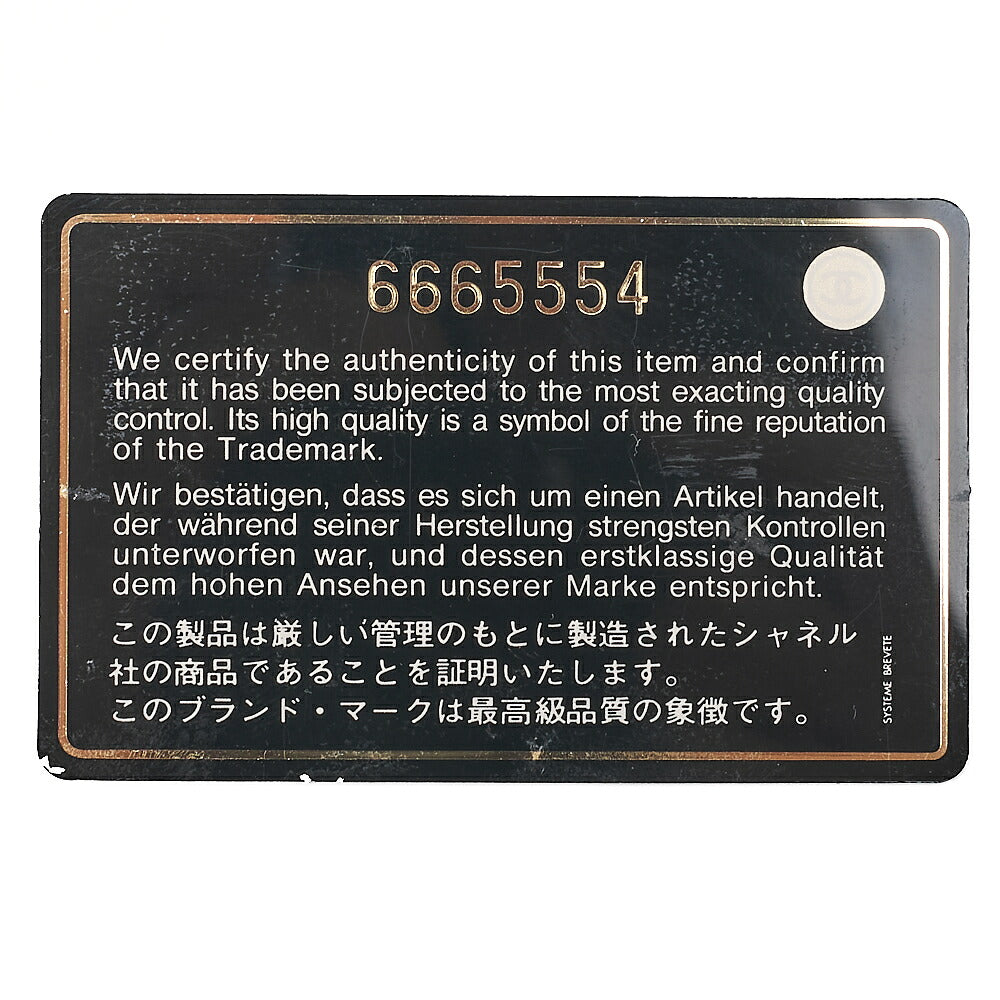 6665554
We certify the authenticity of this item and confirm
that it has been subjected to the most exacting quality
control. Its high quality is a symbol of the fine reputation
of the Trademark.
Wir bestätigen, dass es sich um einen Artikel handelt,
der während seiner Herstellung strengsten Kontrollen
unterworfen war, und dessen erstklassige Qualität
dem hohen Ansehen unserer Marke entspricht.
この製品は厳しい管理のもとに製造されたシャネル
社の商品であることを証明いたします。
このブランド・マークは最高級品質の象徴です。
SYSTEME BREVETE